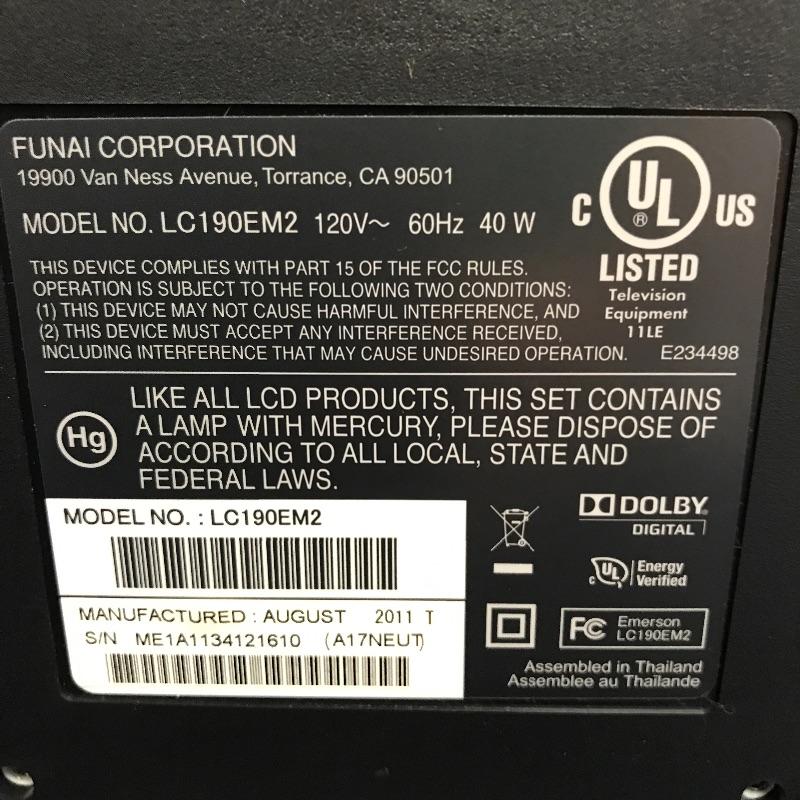 FUNAI CORPORATION
19900 Van Ness Avenue, Torrance, CA 90501
MODEL NO. LC190EM2 120V~ 60Hz 40 W
C UL ® US
LISTED
Television
Equipment
11LE
E234498
THIS DEVICE COMPLIES WITH PART 15 OF THE FCC RULES.
OPERATION IS SUBJECT TO THE FOLLOWING TWO CONDITIONS:
(1) THIS DEVICE MAY NOT CAUSE HARMFUL INTERFERENCE, AND
(2) THIS DEVICE MUST ACCEPT ANY INTERFERENCE RECEIVED,
INCLUDING INTERFERENCE THAT MAY CAUSE UNDESIRED OPERATION.
Hg
LIKE ALL LCD PRODUCTS, THIS SET CONTAINS
A LAMP WITH MERCURY, PLEASE DISPOSE OF
ACCORDING TO ALL LOCAL, STATE AND
FEDERAL LAWS.
MODEL NO. : LC190EM2
MANUFACTURED : AUGUST 2011 T
S/N ME1A1134121610 (A17NEUT)
DOLBY
DIGITAL
c UL Energy
Verified
FC Emerson
LC190EM2
Assembled in Thailand
Assemblee au Thaïlande